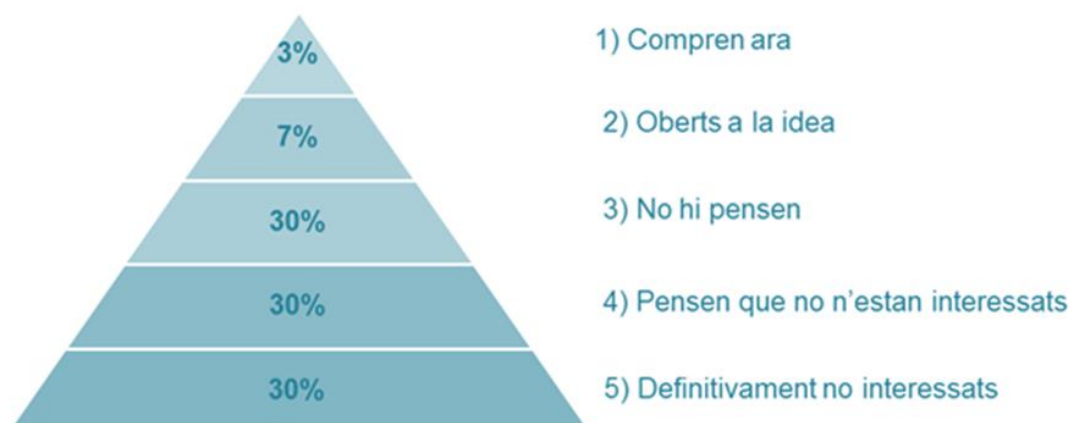 3%
1) Compren ara
7%
2) Oberts a la idea
30%
3) No hi pensen
30%
4) Pensen que no n’estan interessats
30%
5) Definitivament no interessats